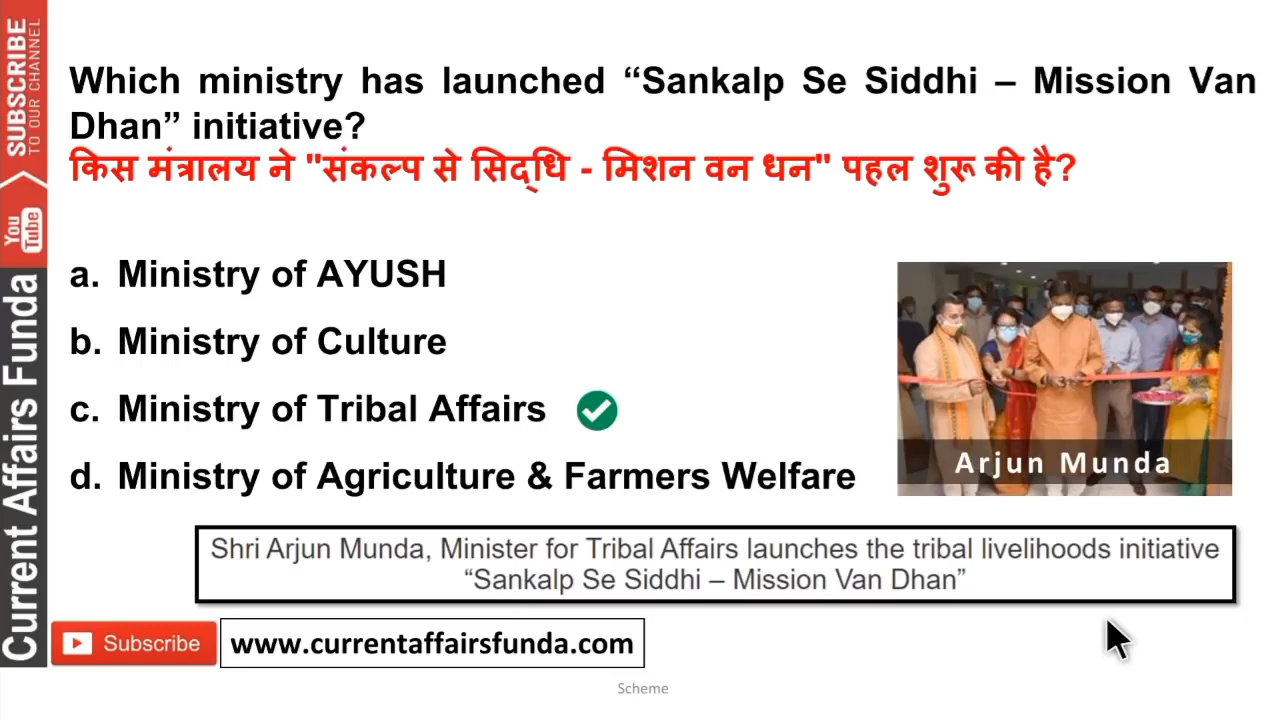 SUBSCRIBE
TO OUR CHANNEL
You
Tube
Current Affairs Funda
Which ministry has launched “Sankalp Se Siddhi – Mission Van
Dhan” initiative?
किस मंत्रालय ने "संकल्प से सिद्धि - मिशन वन धन" पहल शुरू की है?
a. Ministry of AYUSH
b. Ministry of Culture
c. Ministry of Tribal Affairs
d. Ministry of Agriculture & Farmers Welfare
Arjun Munda
Shri Arjun Munda, Minister for Tribal Affairs launches the tribal livelihoods initiative
“Sankalp Se Siddhi – Mission Van Dhan”
Subscribe
www.currentaffairsfunda.com
Scheme